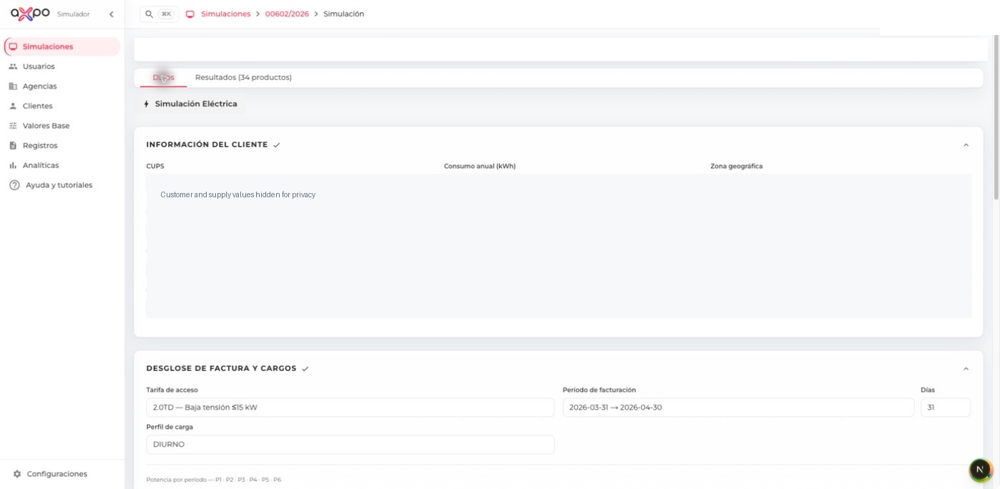 axpo Simulador
⌘K Simulaciones > 00602/2026 > Simulación
Simulaciones
Usuarios
Agencias
Clientes
Valores Base
Registros
Analíticas
Ayuda y tutoriales
Configuraciones
Datos Resultados (34 productos)
Simulación Eléctrica
INFORMACIÓN DEL CLIENTE
CUPS Consumo anual (kWh) Zona geográfica
Customer and supply values hidden for privacy
DESGLOSE DE FACTURA Y CARGOS
Tarifa de acceso Período de facturación Días
2.0TD — Baja tensión ≤15 kW 2026-03-31 → 2026-04-30 31
Perfil de carga
DIURNO
Potencia por periodo — P1 · P2 · P3 · P4 · P5 · P6
N